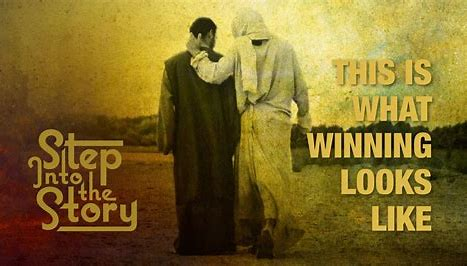 Step
Into
the
Story
THIS IS
WHAT
WINNING
LOOKS
LIKE